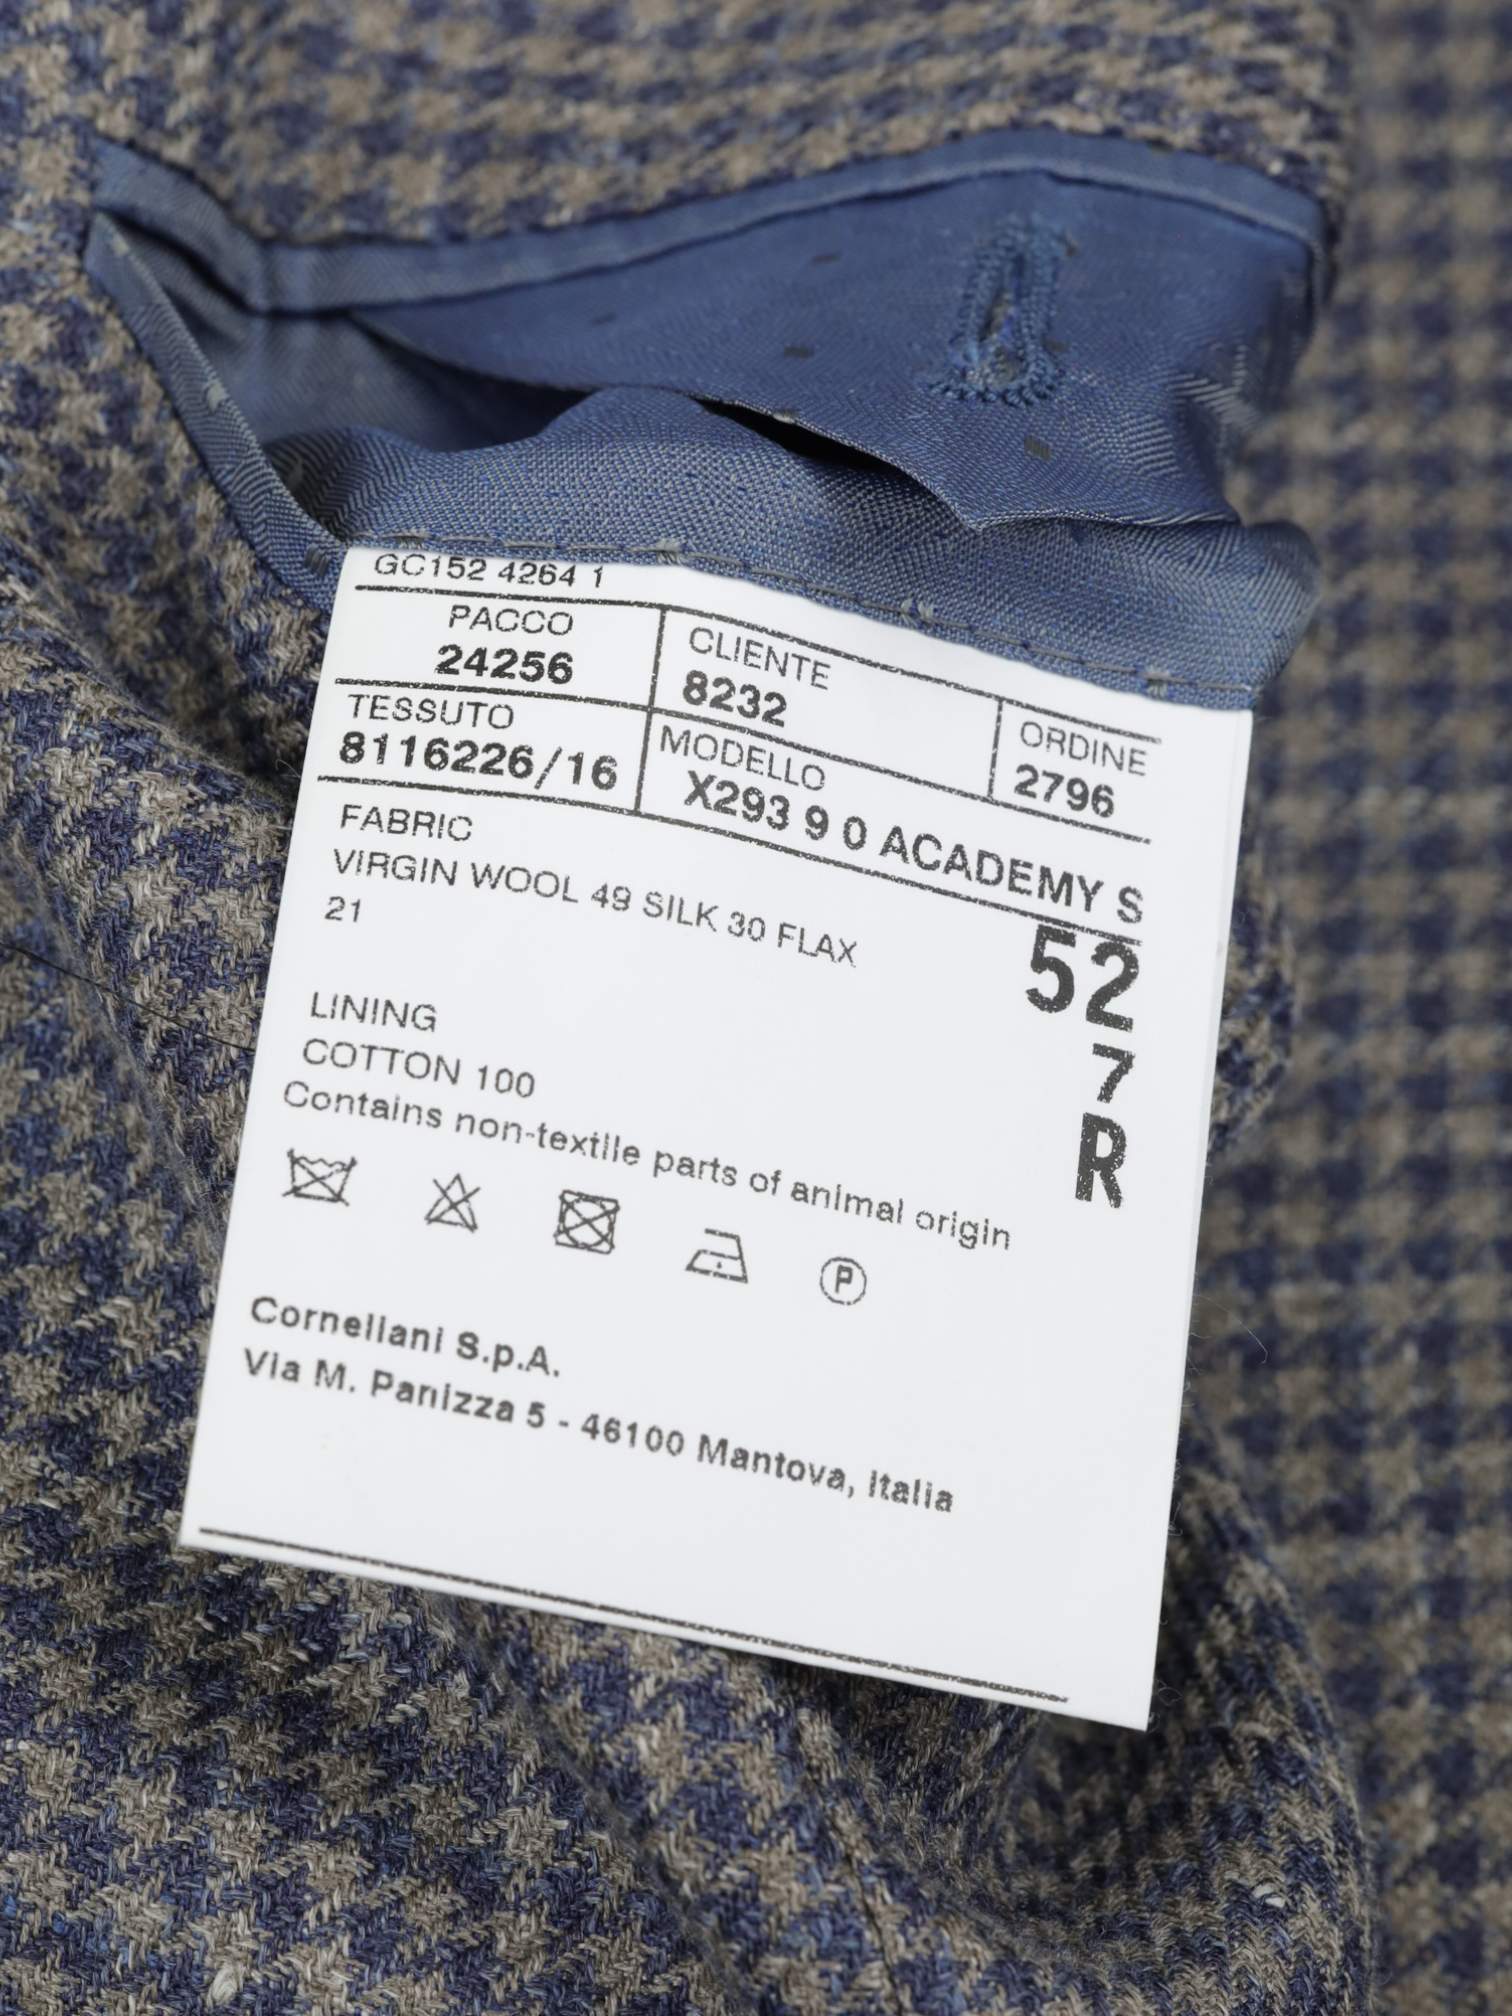 GC152 4264 1
PACCO
24256
CLIENTE
8232
ORDINE
2796
TESSUTO
8116226/16
MODELLO
X293 9 0 ACADEMY S
FABRIC
VIRGIN WOOL 49 SILK 30 FLAX
21
52
7
R
LINING
COTTON 100
Contains non-textile parts of animal origin
P
Corneliani S.p.A.
Via M. Panizza 5 - 46100 Mantova, Italia